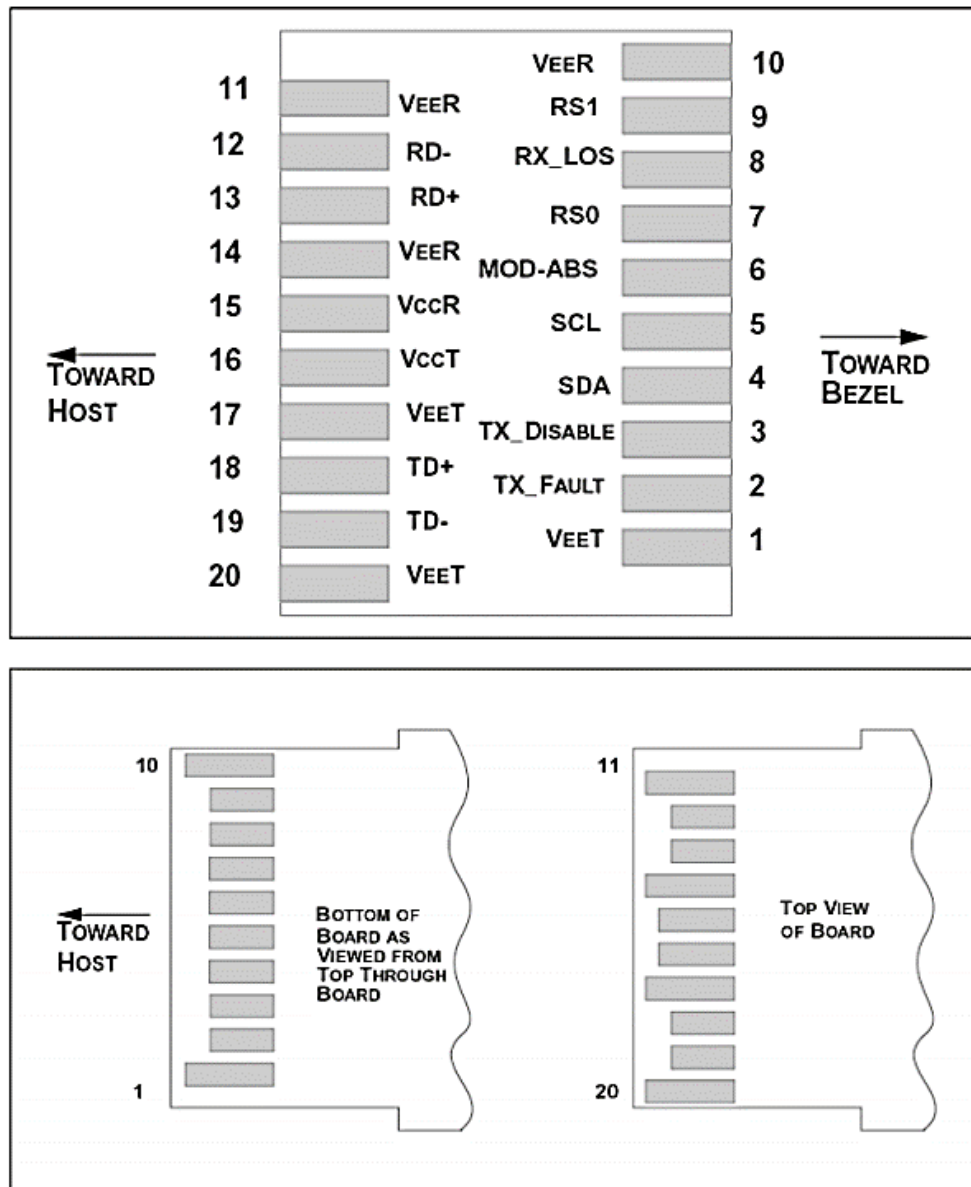 VEER 10
11 VEER
RS1 9
12 RD-
RX_LOS 8
13 RD+
RS0 7
14 VEER
MOD-ABS 6
15 VCCR
SCL 5
16 VCCT
TOWARD
HOST
TOWARD
BEZEL
SDA 4
17 VEET
TX_DISABLE 3
18 TD+
TX_FAULT 2
19 TD-
VEET 1
20 VEET
10
1
TOWARD
HOST
BOTTOM OF
BOARD AS
VIEWED FROM
TOP THROUGH
BOARD
11
20
TOP VIEW
OF BOARD